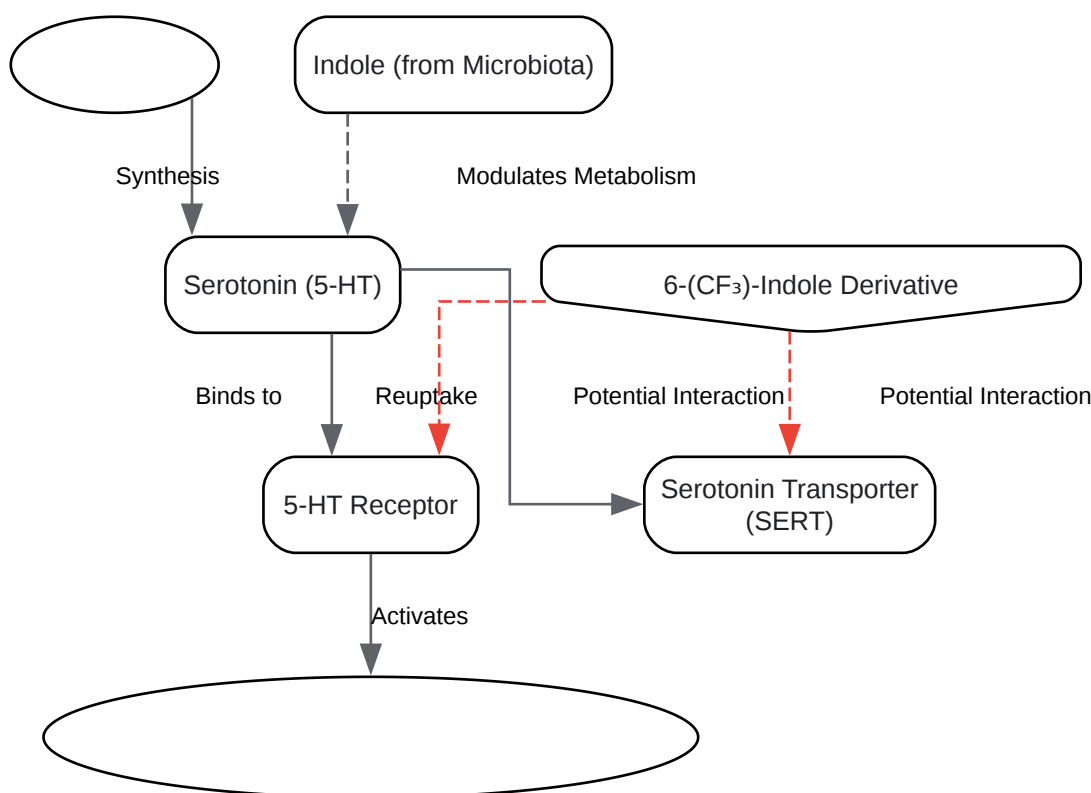 Indole (from Microbiota)
Synthesis
Modulates Metabolism
Serotonin (5-HT)
6-(CF₃)-Indole Derivative
Binds to
Reuptake
Potential Interaction
Potential Interaction
5-HT Receptor
Serotonin Transporter
(SERT)
Activates